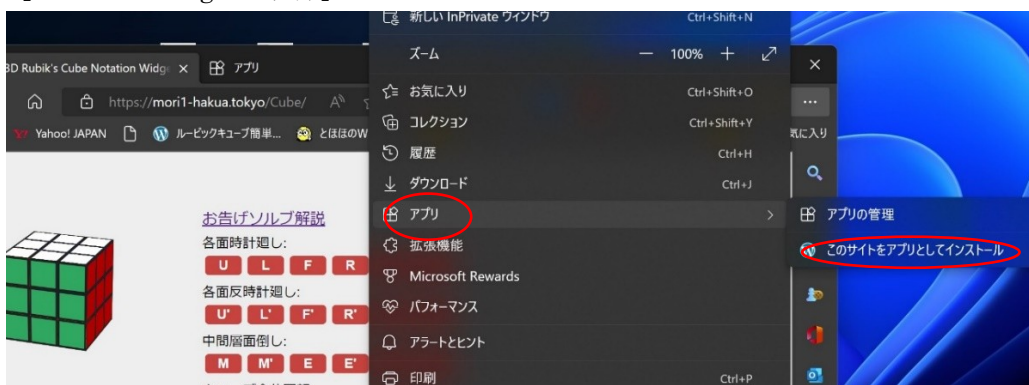 新しい InPrivate ウィンドウ Ctrl+Shift+N
ズーム — 100% +
3D Rubik's Cube Notation Widg
アプリ
https://mori1-hakua.tokyo/Cube/
お気に入り Ctrl+Shift+O
コレクション Ctrl+Shift+Y
Yahoo! JAPAN
ルービックキューブ簡単...
とほほのW
気に入り
履歴 Ctrl+H
ダウンロード Ctrl+J
アプリ
アプリの管理
このサイトをアプリとしてインストール
拡張機能
Microsoft Rewards
パフォーマンス
アラートとヒント
印刷 Ctrl+P
お告げソルブ解説
各面時計廻し:
U L F R
各面反時計廻し:
U' L' F' R'
中間層面倒し:
M M' E E'